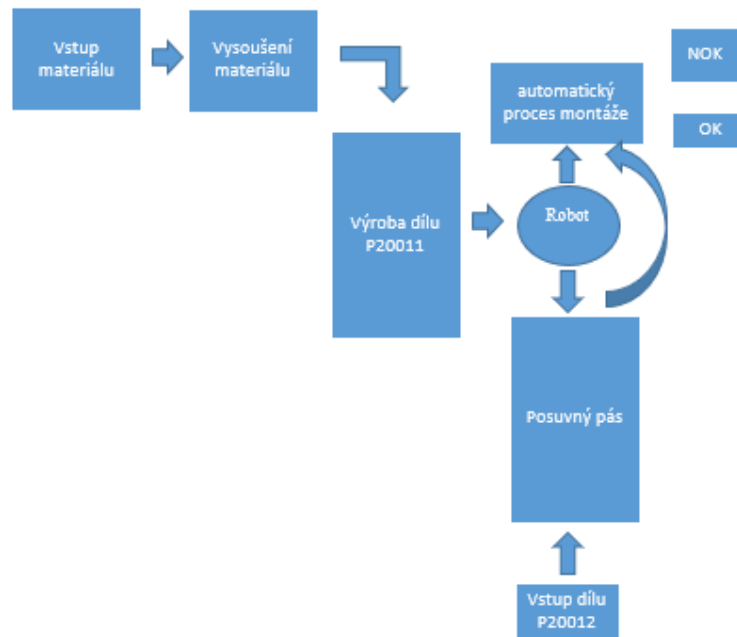 Vstup
materiálu
Vysoušení
materiálu
NOK
automatický
proces montáže
OK
Výroba dílu
P20011
Robot
Posuvný pás
Vstup dílu
P20012